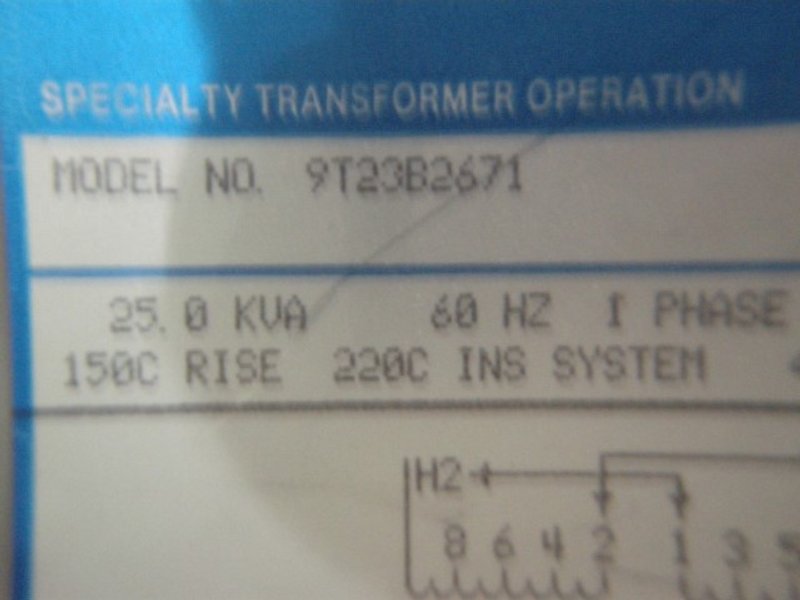 SPECIALTY TRANSFORMER OPERATION
MODEL NO. 9T23B2671
25.0 KVA 60 HZ 1 PHASE
150C RISE 220C INS SYSTEM
H2
8 6 4 2 1 3 5